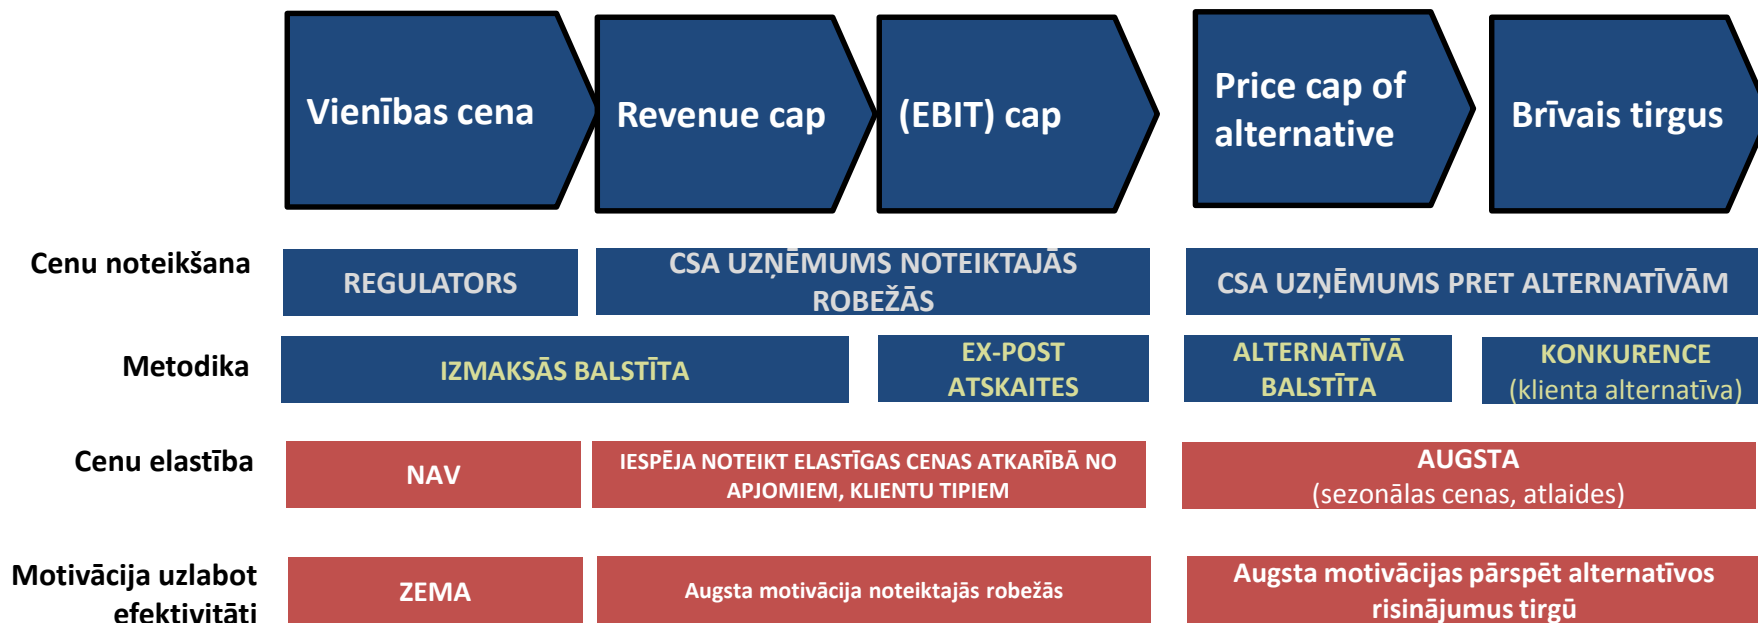 Vienības cena
Revenue cap
(EBIT) cap
Price cap of
alternative
Brīvais tirgus
Cenu noteikšana
REGULATORS
CSA UZŅĒMUMS NOTEIKTAJĀS
ROBEŽĀS
CSA UZŅĒMUMS PRET ALTERNATĪVĀM
Metodika
IZMAKSĀS BALSTĪTA
EX-POST
ATSKAITES
ALTERNATĪVĀ
BALSTĪTA
KONKURENCE
(klienta alternatīva)
Cenu elastība
NAV
IESPĒJA NOTEIKT ELASTĪGAS CENAS ATKARĪBĀ NO
APJOMIEM, KLIENTU TIPIEM
AUGSTA
(sezonālas cenas, atlaides)
Motivācija uzlabot
efektivitāti
ZEMA
Augsta motivācija noteiktajās robežās
Augsta motivācijas pārspēt alternatīvos
risinājumus tirgū